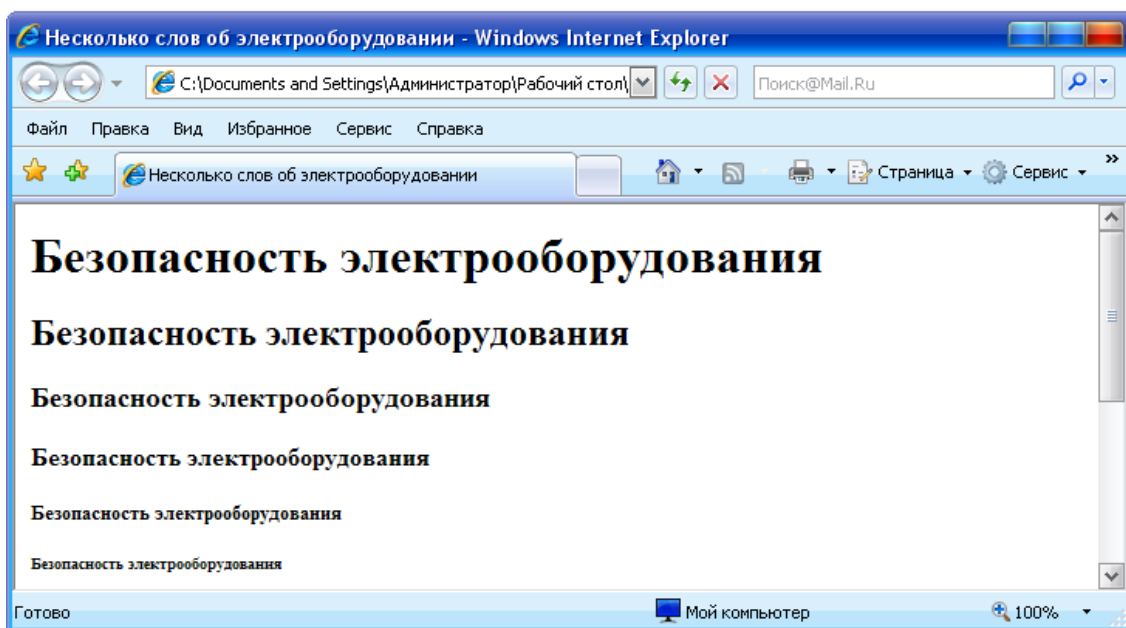 Несколько слов об электрооборудовании - Windows Internet Explorer
C:\Documents and Settings\Администратор\Рабочий стол\ Поиск@Mail.Ru
Файл Правка Вид Избранное Сервис Справка
Несколько слов об электрооборудовании Страница Сервис »
Безопасность электрооборудования
Безопасность электрооборудования
Безопасность электрооборудования
Безопасность электрооборудования
Безопасность электрооборудования
Безопасность электрооборудования
Готово Мой компьютер 100%